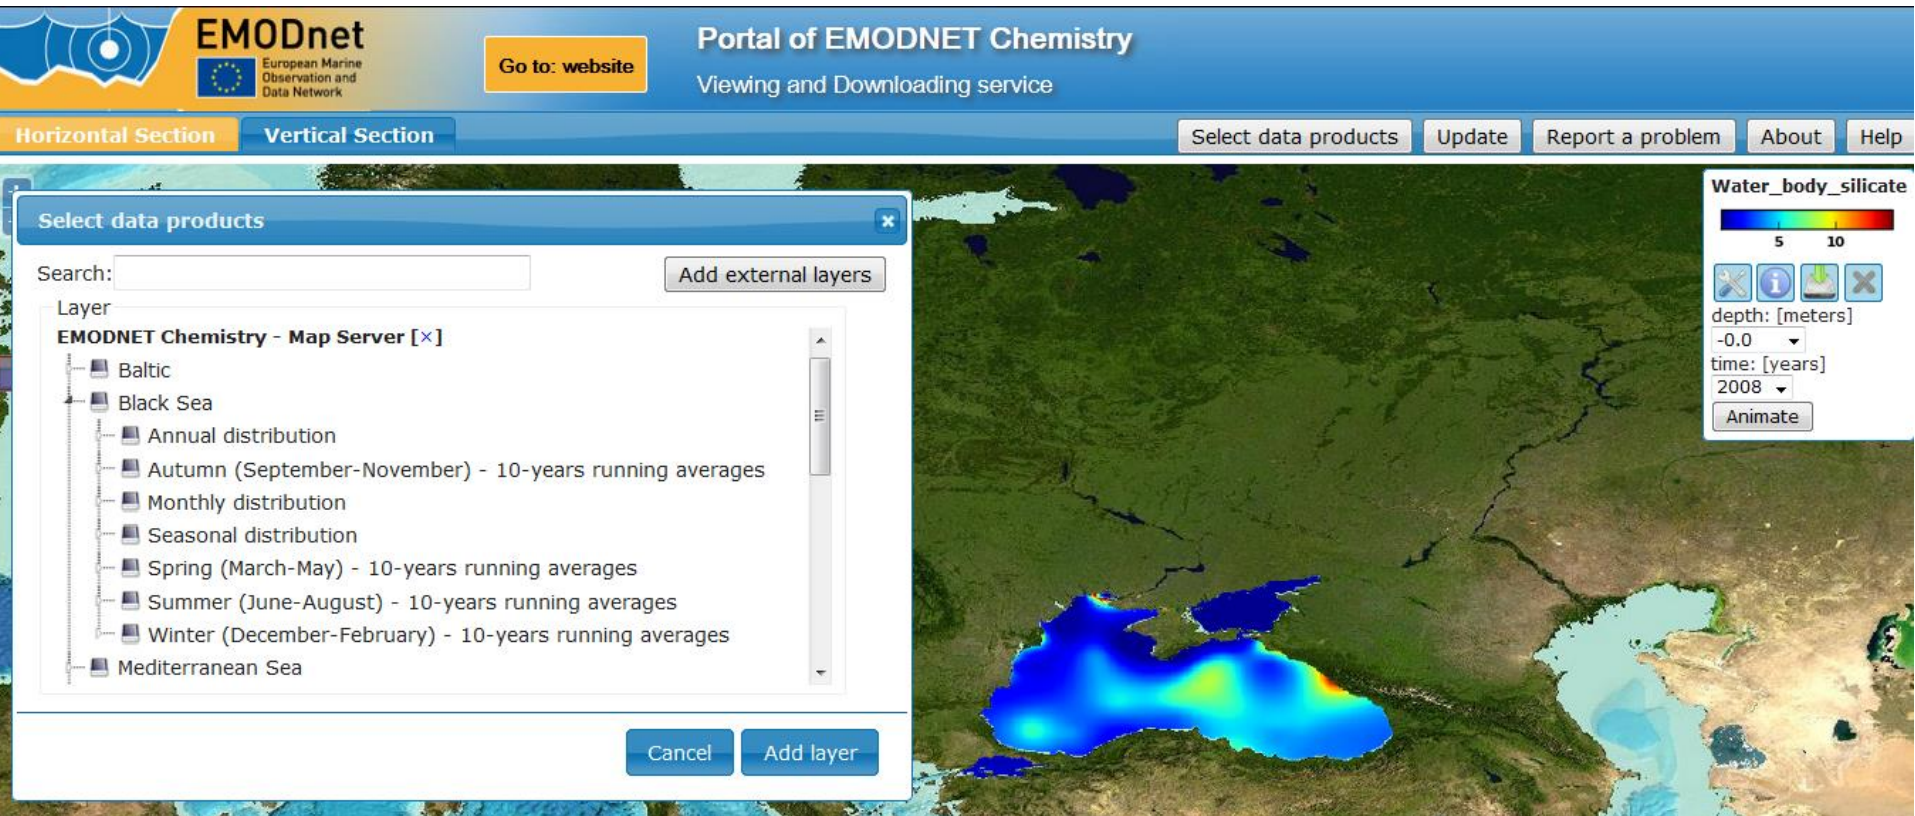 EMODnet
European Marine
Observation and
Data Network
Go to: website
Portal of EMODNET Chemistry
Viewing and Downloading service
Horizontal Section
Vertical Section
Select data products
Update
Report a problem
About
Help
Select data products
Search:
Add external layers
Layer
EMODNET Chemistry - Map Server [×]
Baltic
Black Sea
Annual distribution
Autumn (September-November) - 10-years running averages
Monthly distribution
Seasonal distribution
Spring (March-May) - 10-years running averages
Summer (June-August) - 10-years running averages
Winter (December-February) - 10-years running averages
Mediterranean Sea
Cancel
Add layer
Water_body_silicate
5 10
depth: [meters]
-0.0
time: [years]
2008
Animate